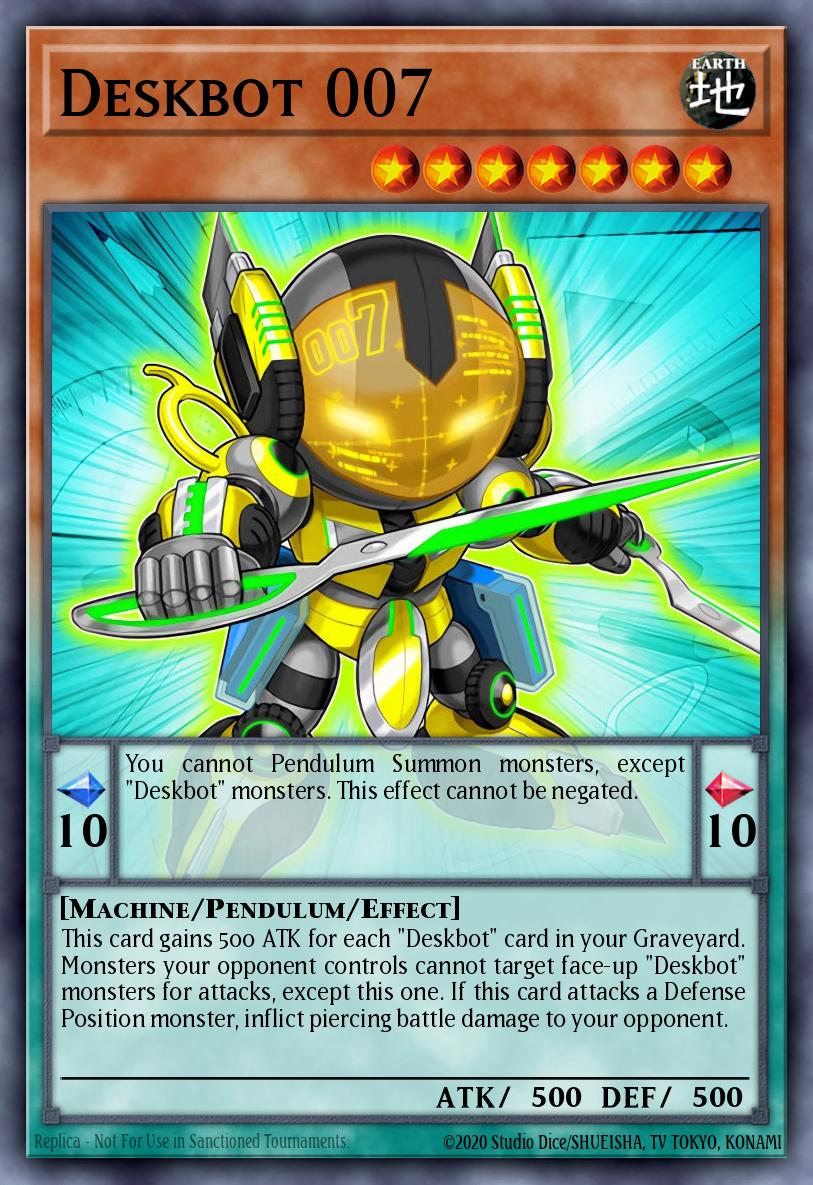 Deskbot 007
EARTH
地
007
You cannot Pendulum Summon monsters, except
"Deskbot" monsters. This effect cannot be negated.
10
10
[Machine/Pendulum/Effect]
This card gains 500 ATK for each "Deskbot" card in your Graveyard.
Monsters your opponent controls cannot target face-up "Deskbot"
monsters for attacks, except this one. If this card attacks a Defense
Position monster, inflict piercing battle damage to your opponent.
ATK/ 500 DEF/ 500
Replica - Not For Use in Sanctioned Tournaments.
©2020 Studio Dice/SHUEISHA, TV TOKYO, KONAMI